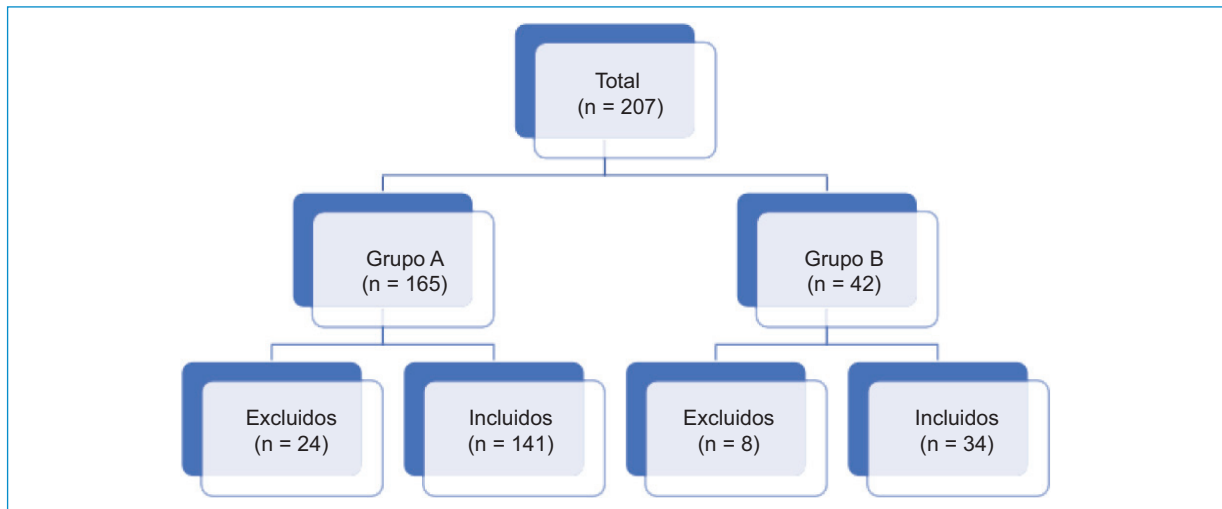 Total
(n = 207)
Grupo A
(n = 165)
Grupo B
(n = 42)
Excluidos
(n = 24)
Incluidos
(n = 141)
Excluidos
(n = 8)
Incluidos
(n = 34)